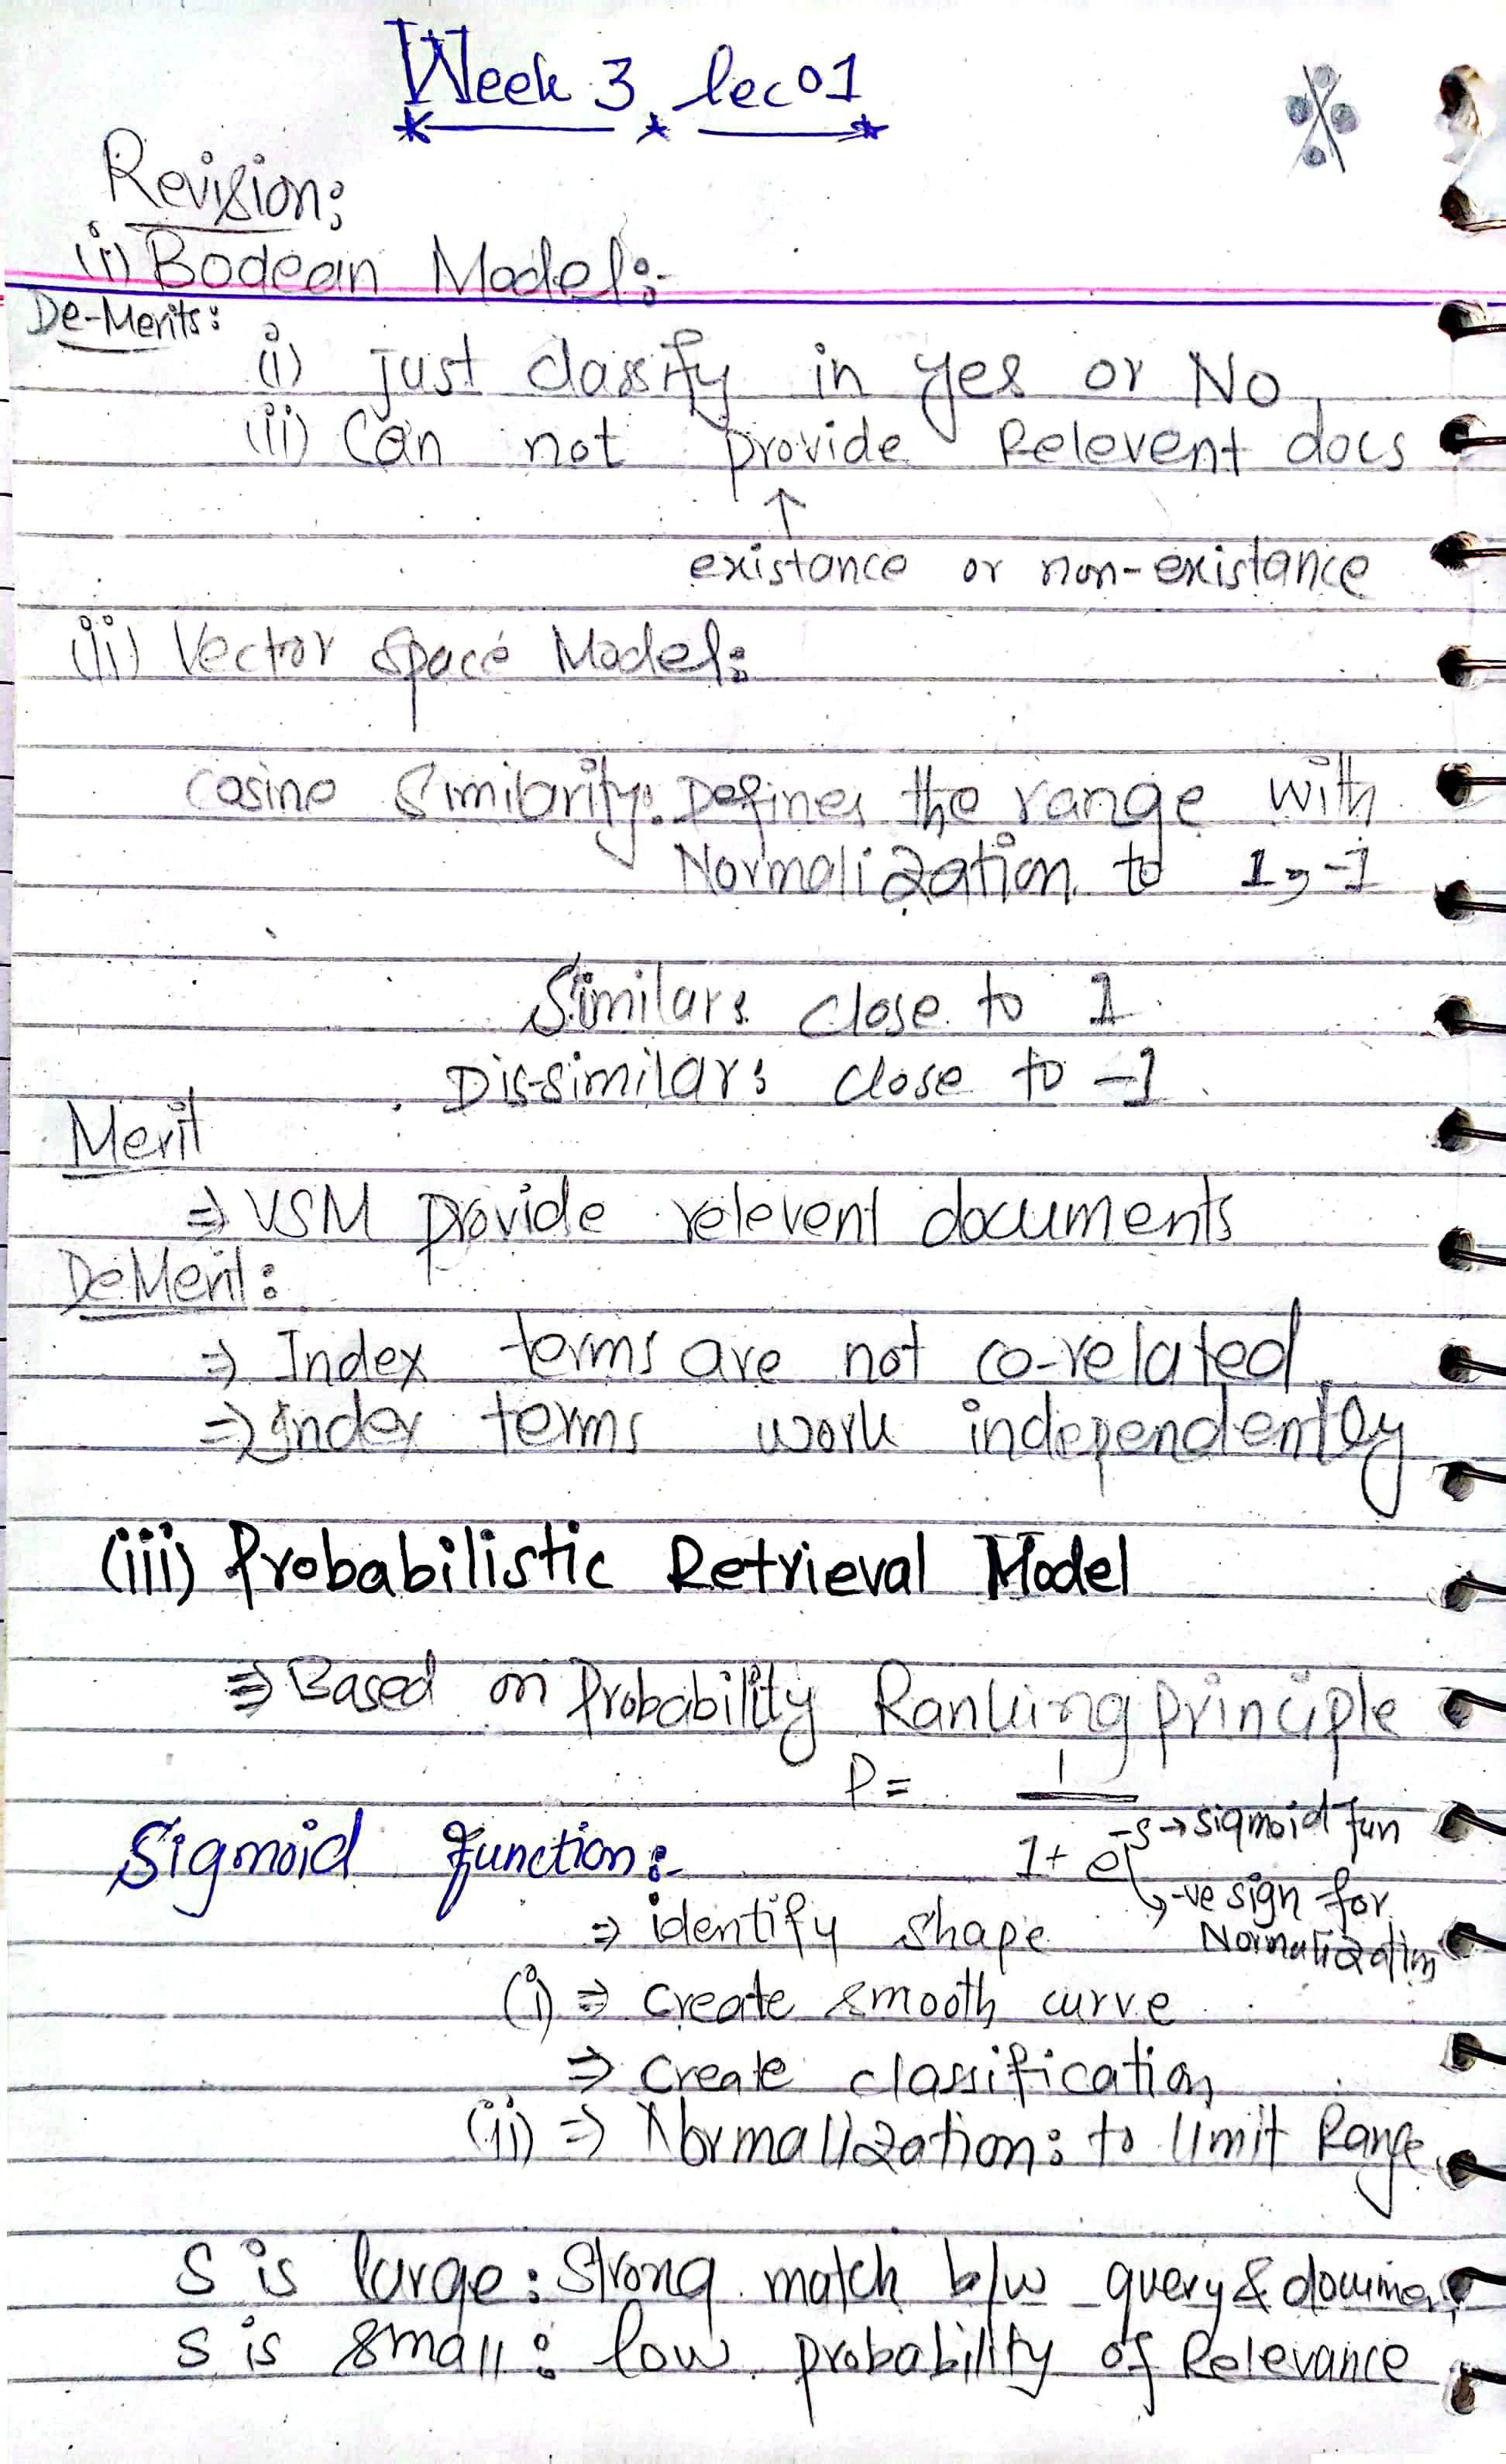 Week 3 lec 01
Revision:
(i) Boolean Model:-
De-Merits:
(i) just classify in yes or No
(ii) Can not provide Relevent docs
↑
existance or non-existance
(ii) Vector Space Model:
Cosine Similarity: Defines the range with
Normalization to 1, -1
Similar: close to 1
Dis-similar: close to -1.
Merit
⇒ VSM provide relevent documents
DeMerit:
⇒ Index terms are not co-related
⇒ Index terms work independently
(iii) Probabilistic Retrieval Model
⇒ Based on Probability Ranking principle
P = 1
Sigmoid function:-
1 + e -s → sigmoid fun
↳ -ve sign for
Normalization
⇒ identify shape
(i) ⇒ create smooth curve
⇒ create classification
(ii) ⇒ Normalization: to limit Range
S is large: Strong match b/w query & documen
S is small: low probability of Relevance